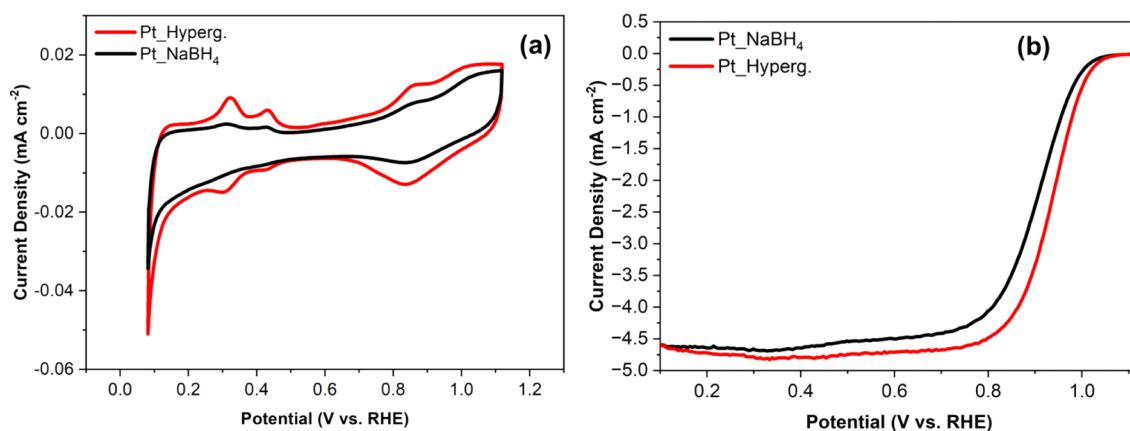 Pt_Hyperg.
Pt_NaBH₄
(a)
0.02
0.00
-0.02
-0.04
-0.06
Current Density (mA cm⁻²)
0.0 0.2 0.4 0.6 0.8 1.0 1.2
Potential (V vs. RHE)
Pt_NaBH₄
Pt_Hyperg.
(b)
0.5
0.0
-0.5
-1.0
-1.5
-2.0
-2.5
-3.0
-3.5
-4.0
-4.5
-5.0
Current Density (mA cm⁻²)
0.2 0.4 0.6 0.8 1.0
Potential (V vs. RHE)